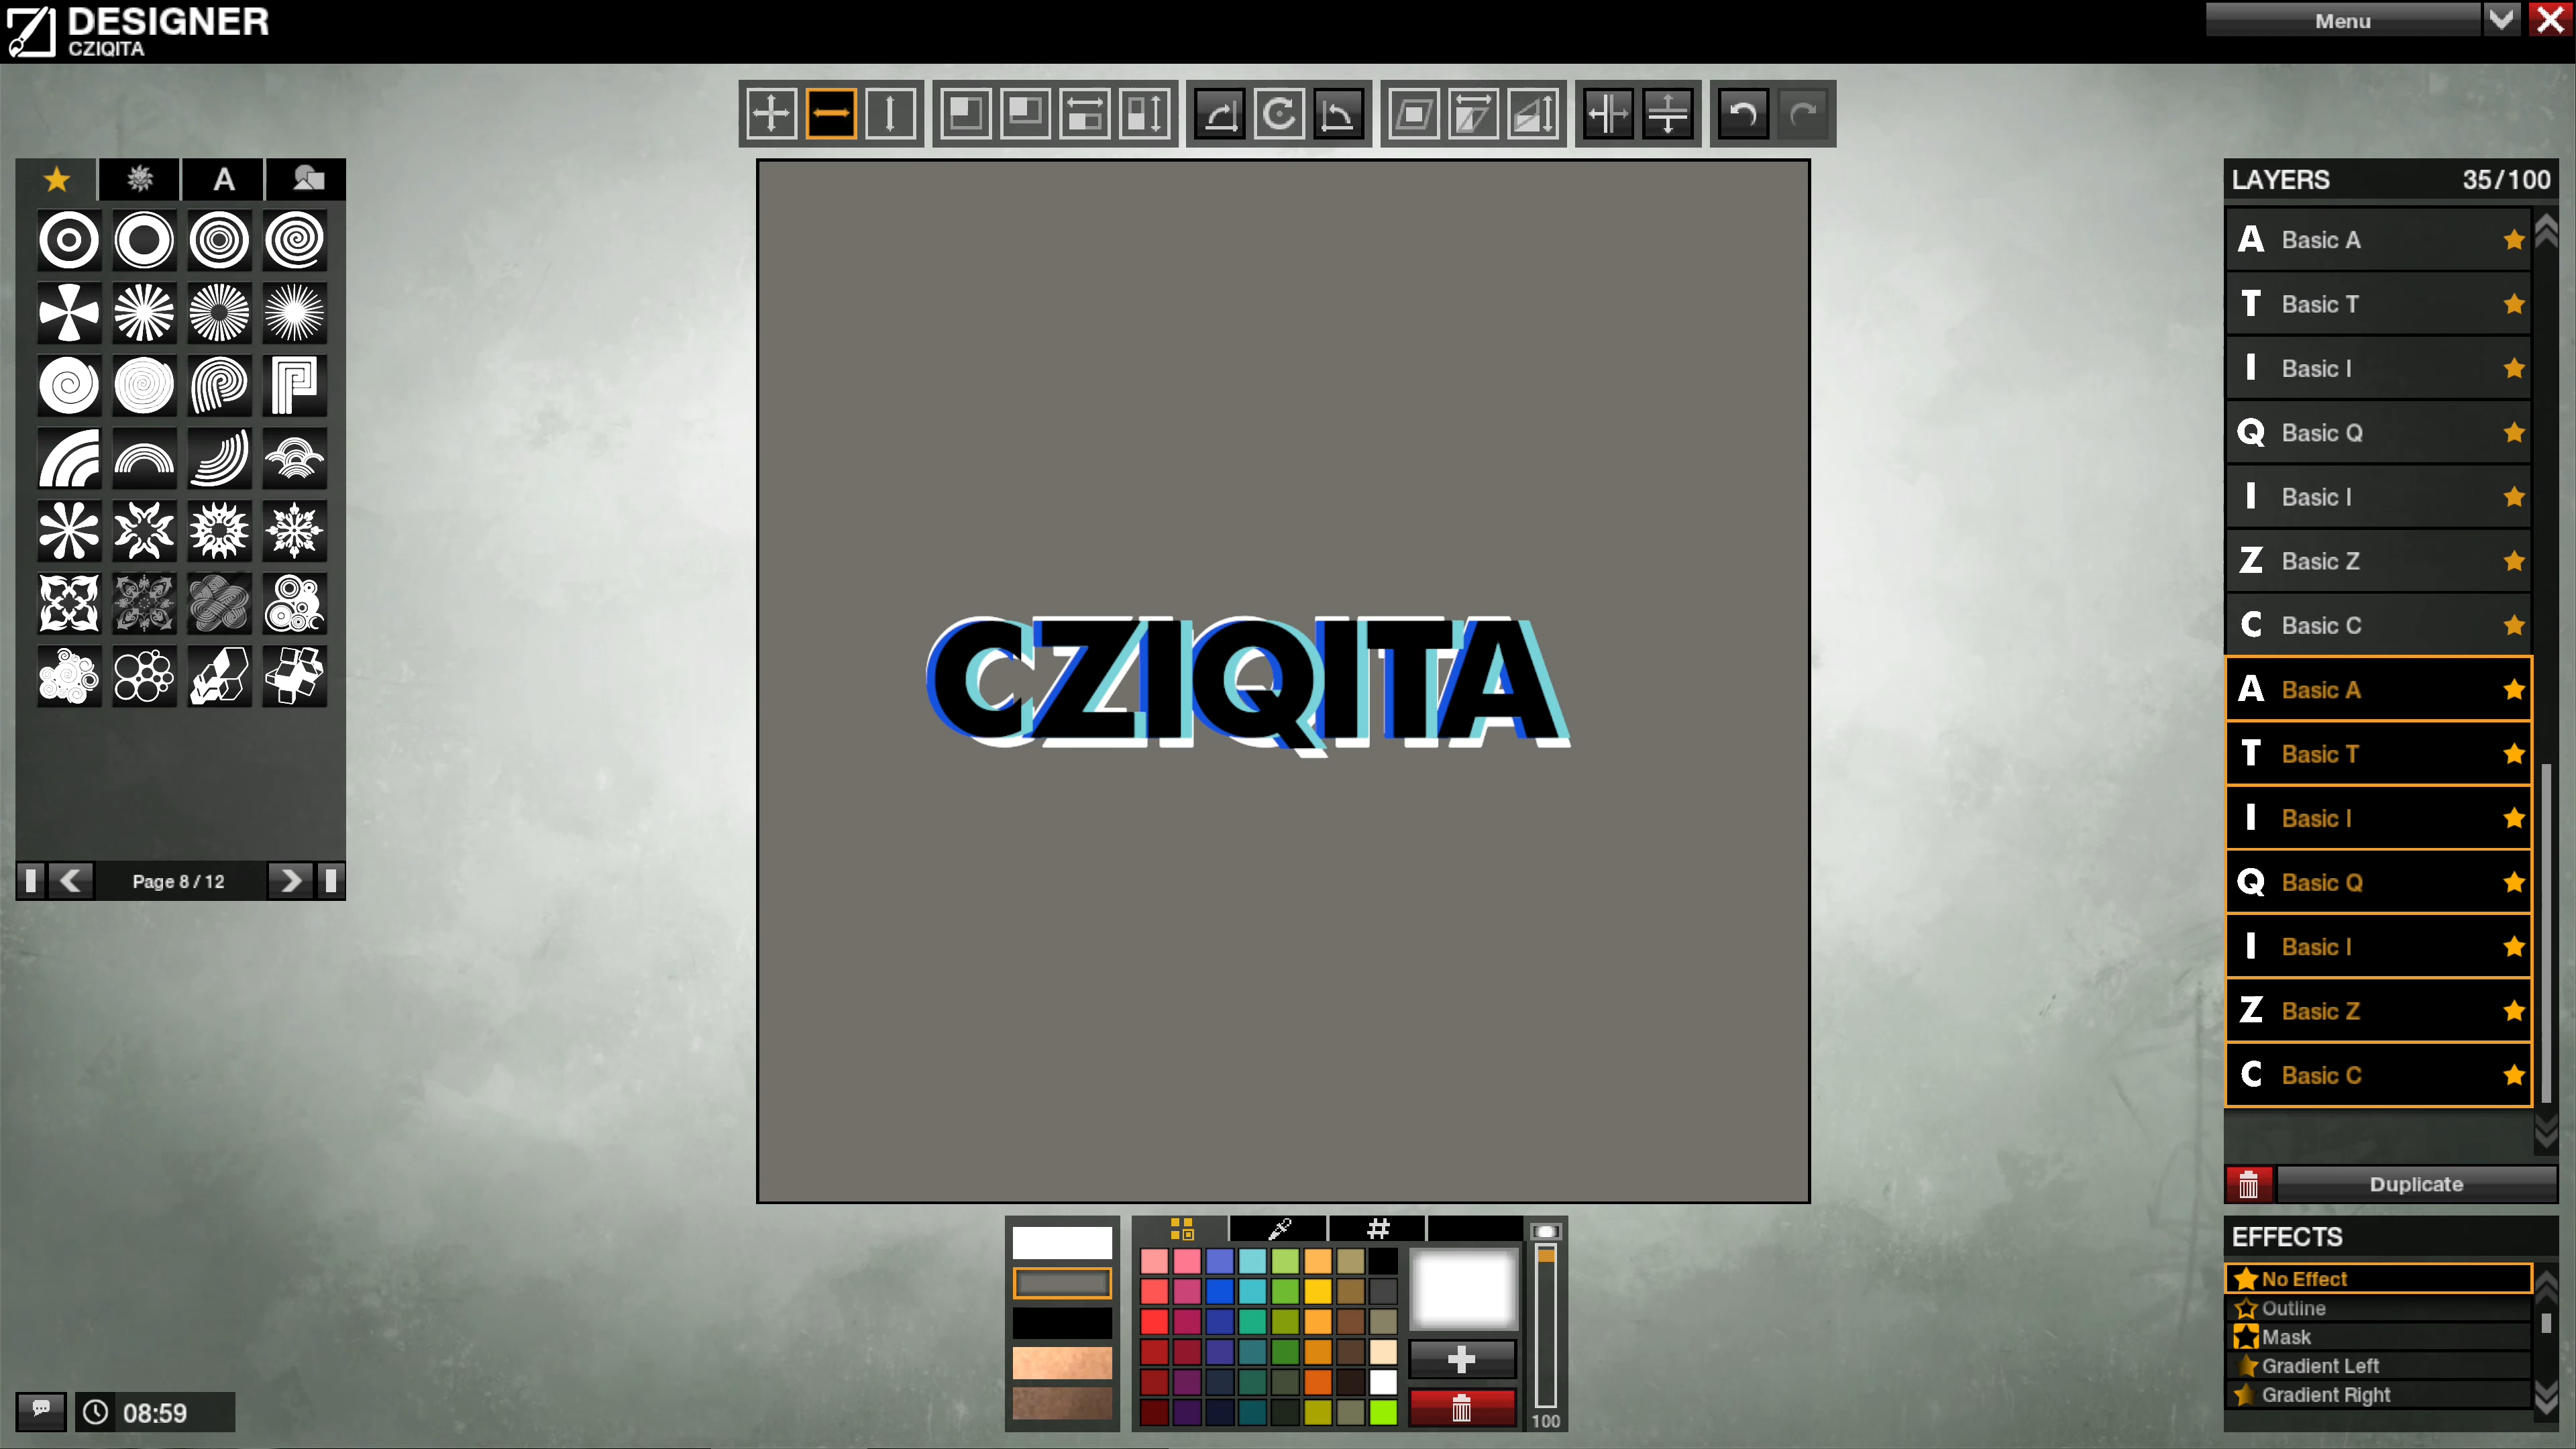 DESIGNER
CZIQITA
Menu
A
Page 8 / 12
CZIQITA
LAYERS 35/100
A Basic A
T Basic T
I Basic I
Q Basic Q
I Basic I
Z Basic Z
C Basic C
A Basic A
T Basic T
I Basic I
Q Basic Q
I Basic I
Z Basic Z
C Basic C
Duplicate
EFFECTS
No Effect
Outline
Mask
Gradient Left
Gradient Right
#
100
08:59